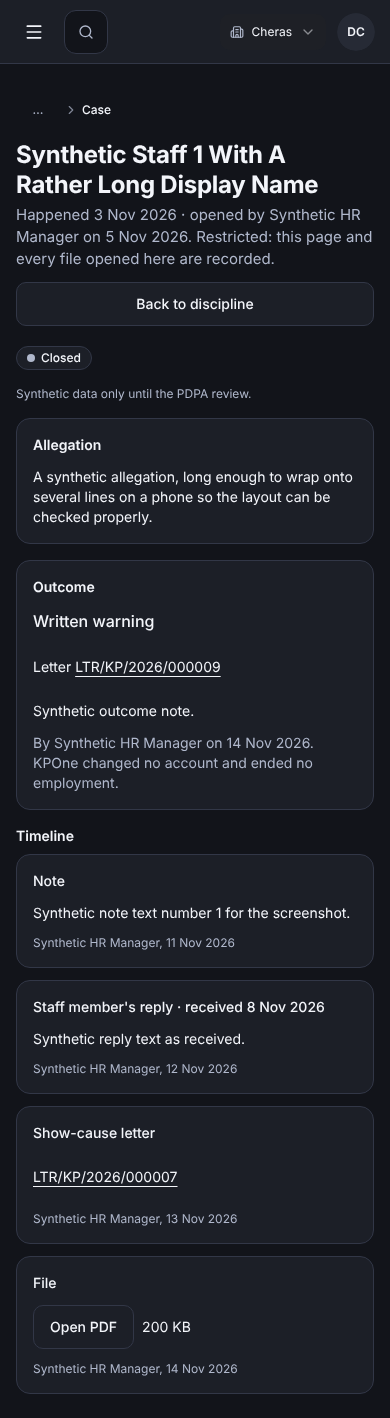 Cheras
DC
... > Case
Synthetic Staff 1 With A
Rather Long Display Name
Happened 3 Nov 2026 · opened by Synthetic HR
Manager on 5 Nov 2026. Restricted: this page and
every file opened here are recorded.
Back to discipline
Closed
Synthetic data only until the PDPA review.
Allegation
A synthetic allegation, long enough to wrap onto
several lines on a phone so the layout can be
checked properly.
Outcome
Written warning
Letter LTR/KP/2026/000009
Synthetic outcome note.
By Synthetic HR Manager on 14 Nov 2026.
KPOne changed no account and ended no
employment.
Timeline
Note
Synthetic note text number 1 for the screenshot.
Synthetic HR Manager, 11 Nov 2026
Staff member's reply · received 8 Nov 2026
Synthetic reply text as received.
Synthetic HR Manager, 12 Nov 2026
Show-cause letter
LTR/KP/2026/000007
Synthetic HR Manager, 13 Nov 2026
File
Open PDF 200 KB
Synthetic HR Manager, 14 Nov 2026